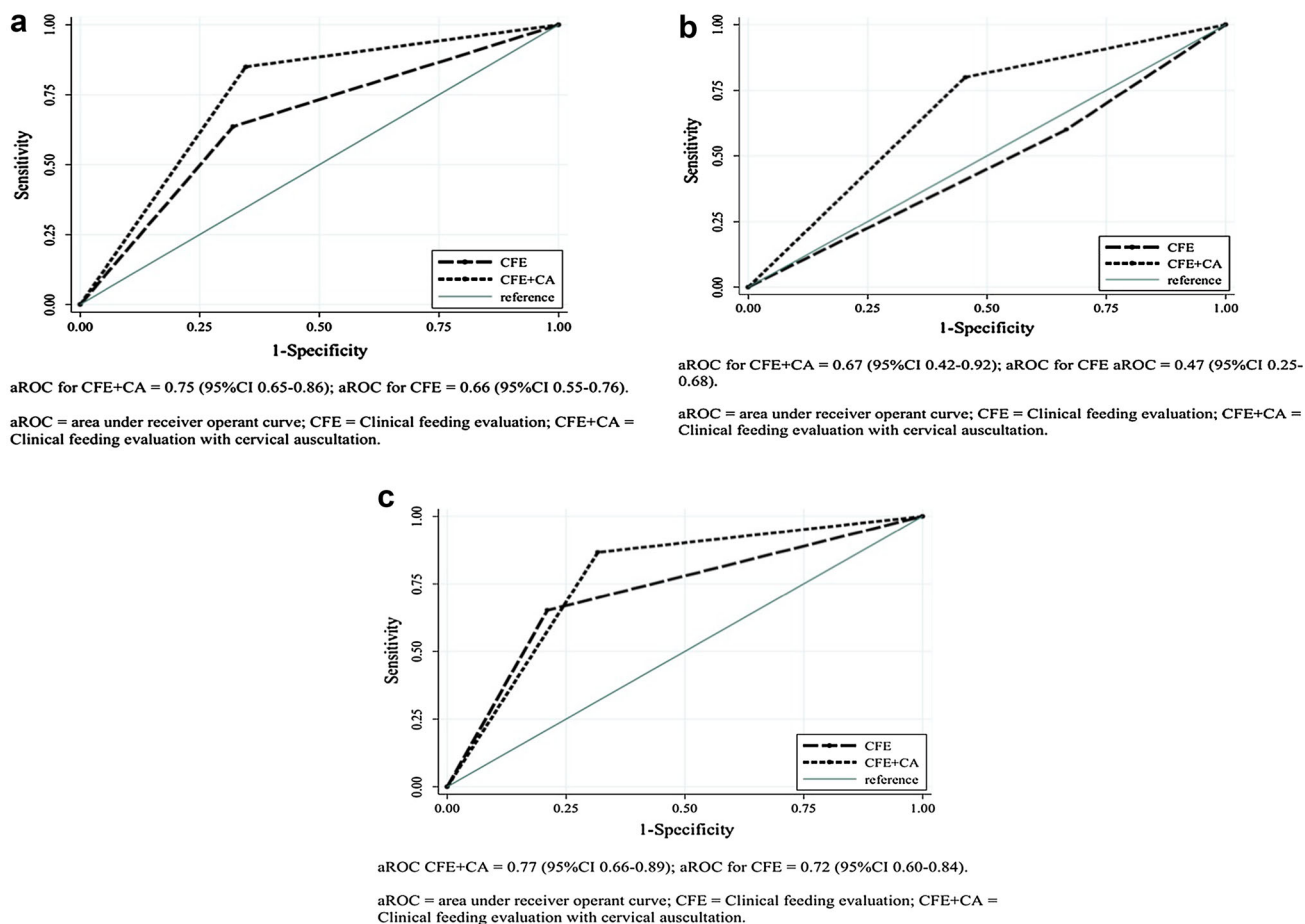 a
1.00
0.75
0.50
0.25
0.00
Sensitivity
0.00 0.25 0.50 0.75 1.00
1-Specificity
CFE
CFE+CA
reference
aROC for CFE+CA = 0.75 (95%CI 0.65-0.86); aROC for CFE = 0.66 (95%CI 0.55-0.76).
aROC = area under receiver operant curve; CFE = Clinical feeding evaluation; CFE+CA =
Clinical feeding evaluation with cervical auscultation.
b
1.00
0.75
0.50
0.25
0.00
Sensitivity
0.00 0.25 0.50 0.75 1.00
1-Specificity
CFE
CFE+CA
reference
aROC for CFE+CA = 0.67 (95%CI 0.42-0.92); aROC for CFE aROC = 0.47 (95%CI 0.25-
0.68).
aROC = area under receiver operant curve; CFE = Clinical feeding evaluation; CFE+CA =
Clinical feeding evaluation with cervical auscultation.
c
1.00
0.75
0.50
0.25
0.00
Sensitivity
0.00 0.25 0.50 0.75 1.00
1-Specificity
CFE
CFE+CA
reference
aROC CFE+CA = 0.77 (95%CI 0.66-0.89); aROC for CFE = 0.72 (95%CI 0.60-0.84).
aROC = area under receiver operant curve; CFE = Clinical feeding evaluation; CFE+CA =
Clinical feeding evaluation with cervical auscultation.